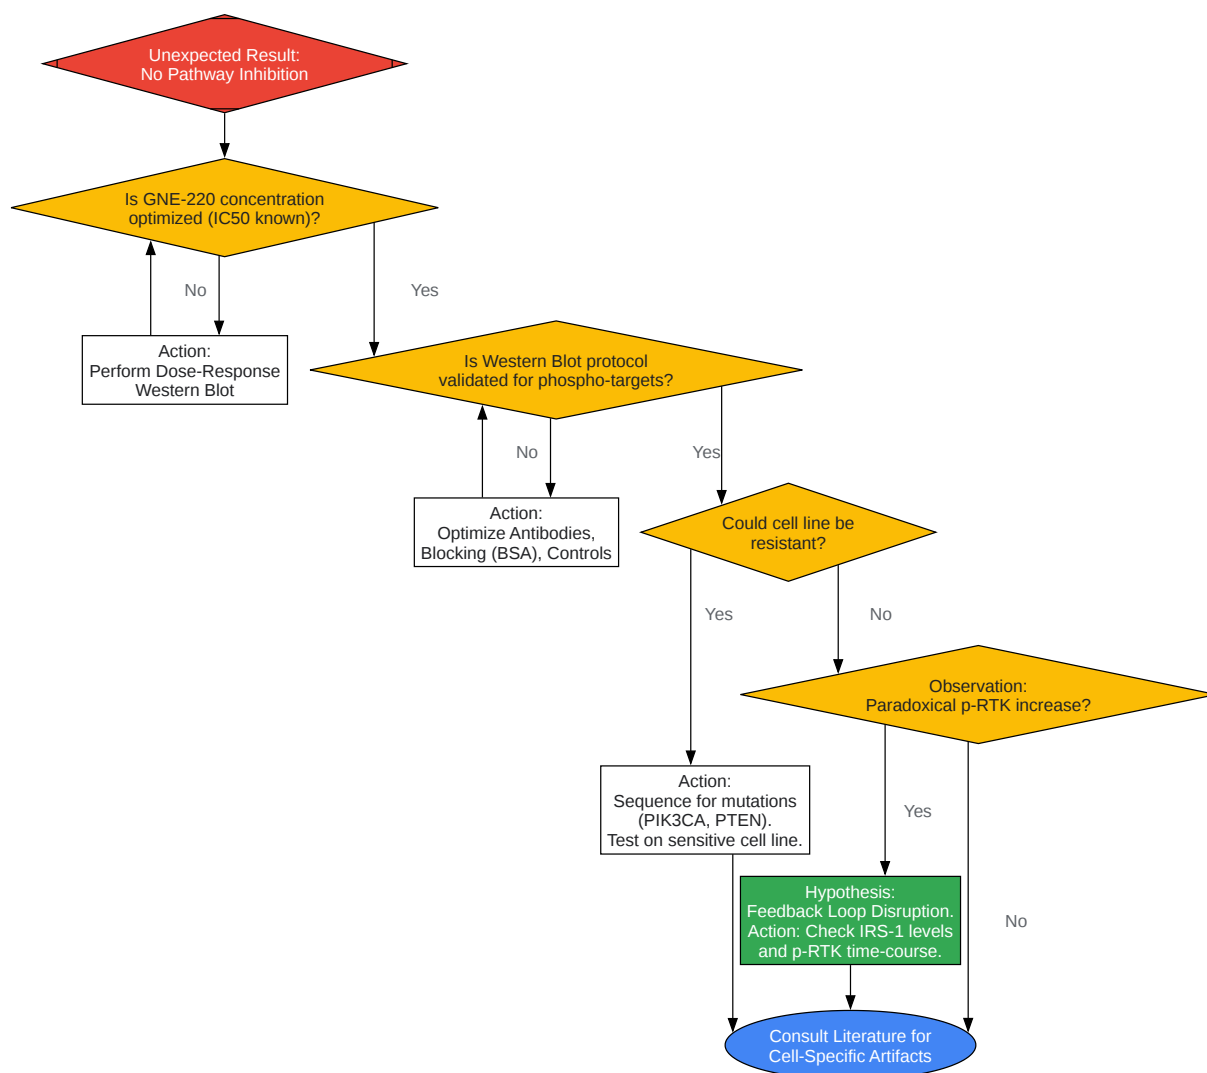 Unexpected Result:
No Pathway Inhibition
Is GNE-220 concentration
optimized (IC50 known)?
No
Yes
Action:
Perform Dose-Response
Western Blot
Is Western Blot protocol
validated for phospho-targets?
No
Yes
Action:
Optimize Antibodies,
Blocking (BSA), Controls
Could cell line be
resistant?
Yes
No
Observation:
Paradoxical p-RTK increase?
Action:
Sequence for mutations
(PIK3CA, PTEN).
Test on sensitive cell line.
Yes
No
Hypothesis:
Feedback Loop Disruption.
Action: Check IRS-1 levels
and p-RTK time-course.
Consult Literature for
Cell-Specific Artifacts